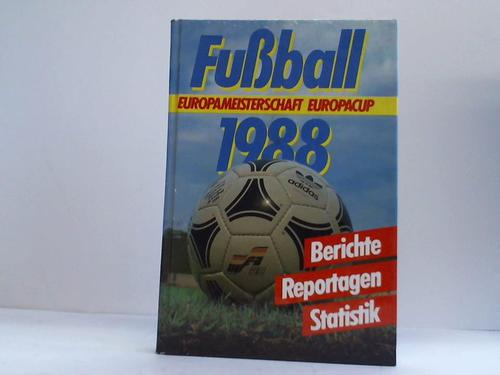 Fußball
EUROPAMEISTERSCHAFT EUROPACUP
1988
adidas
Berichte
Reportagen
Statistik